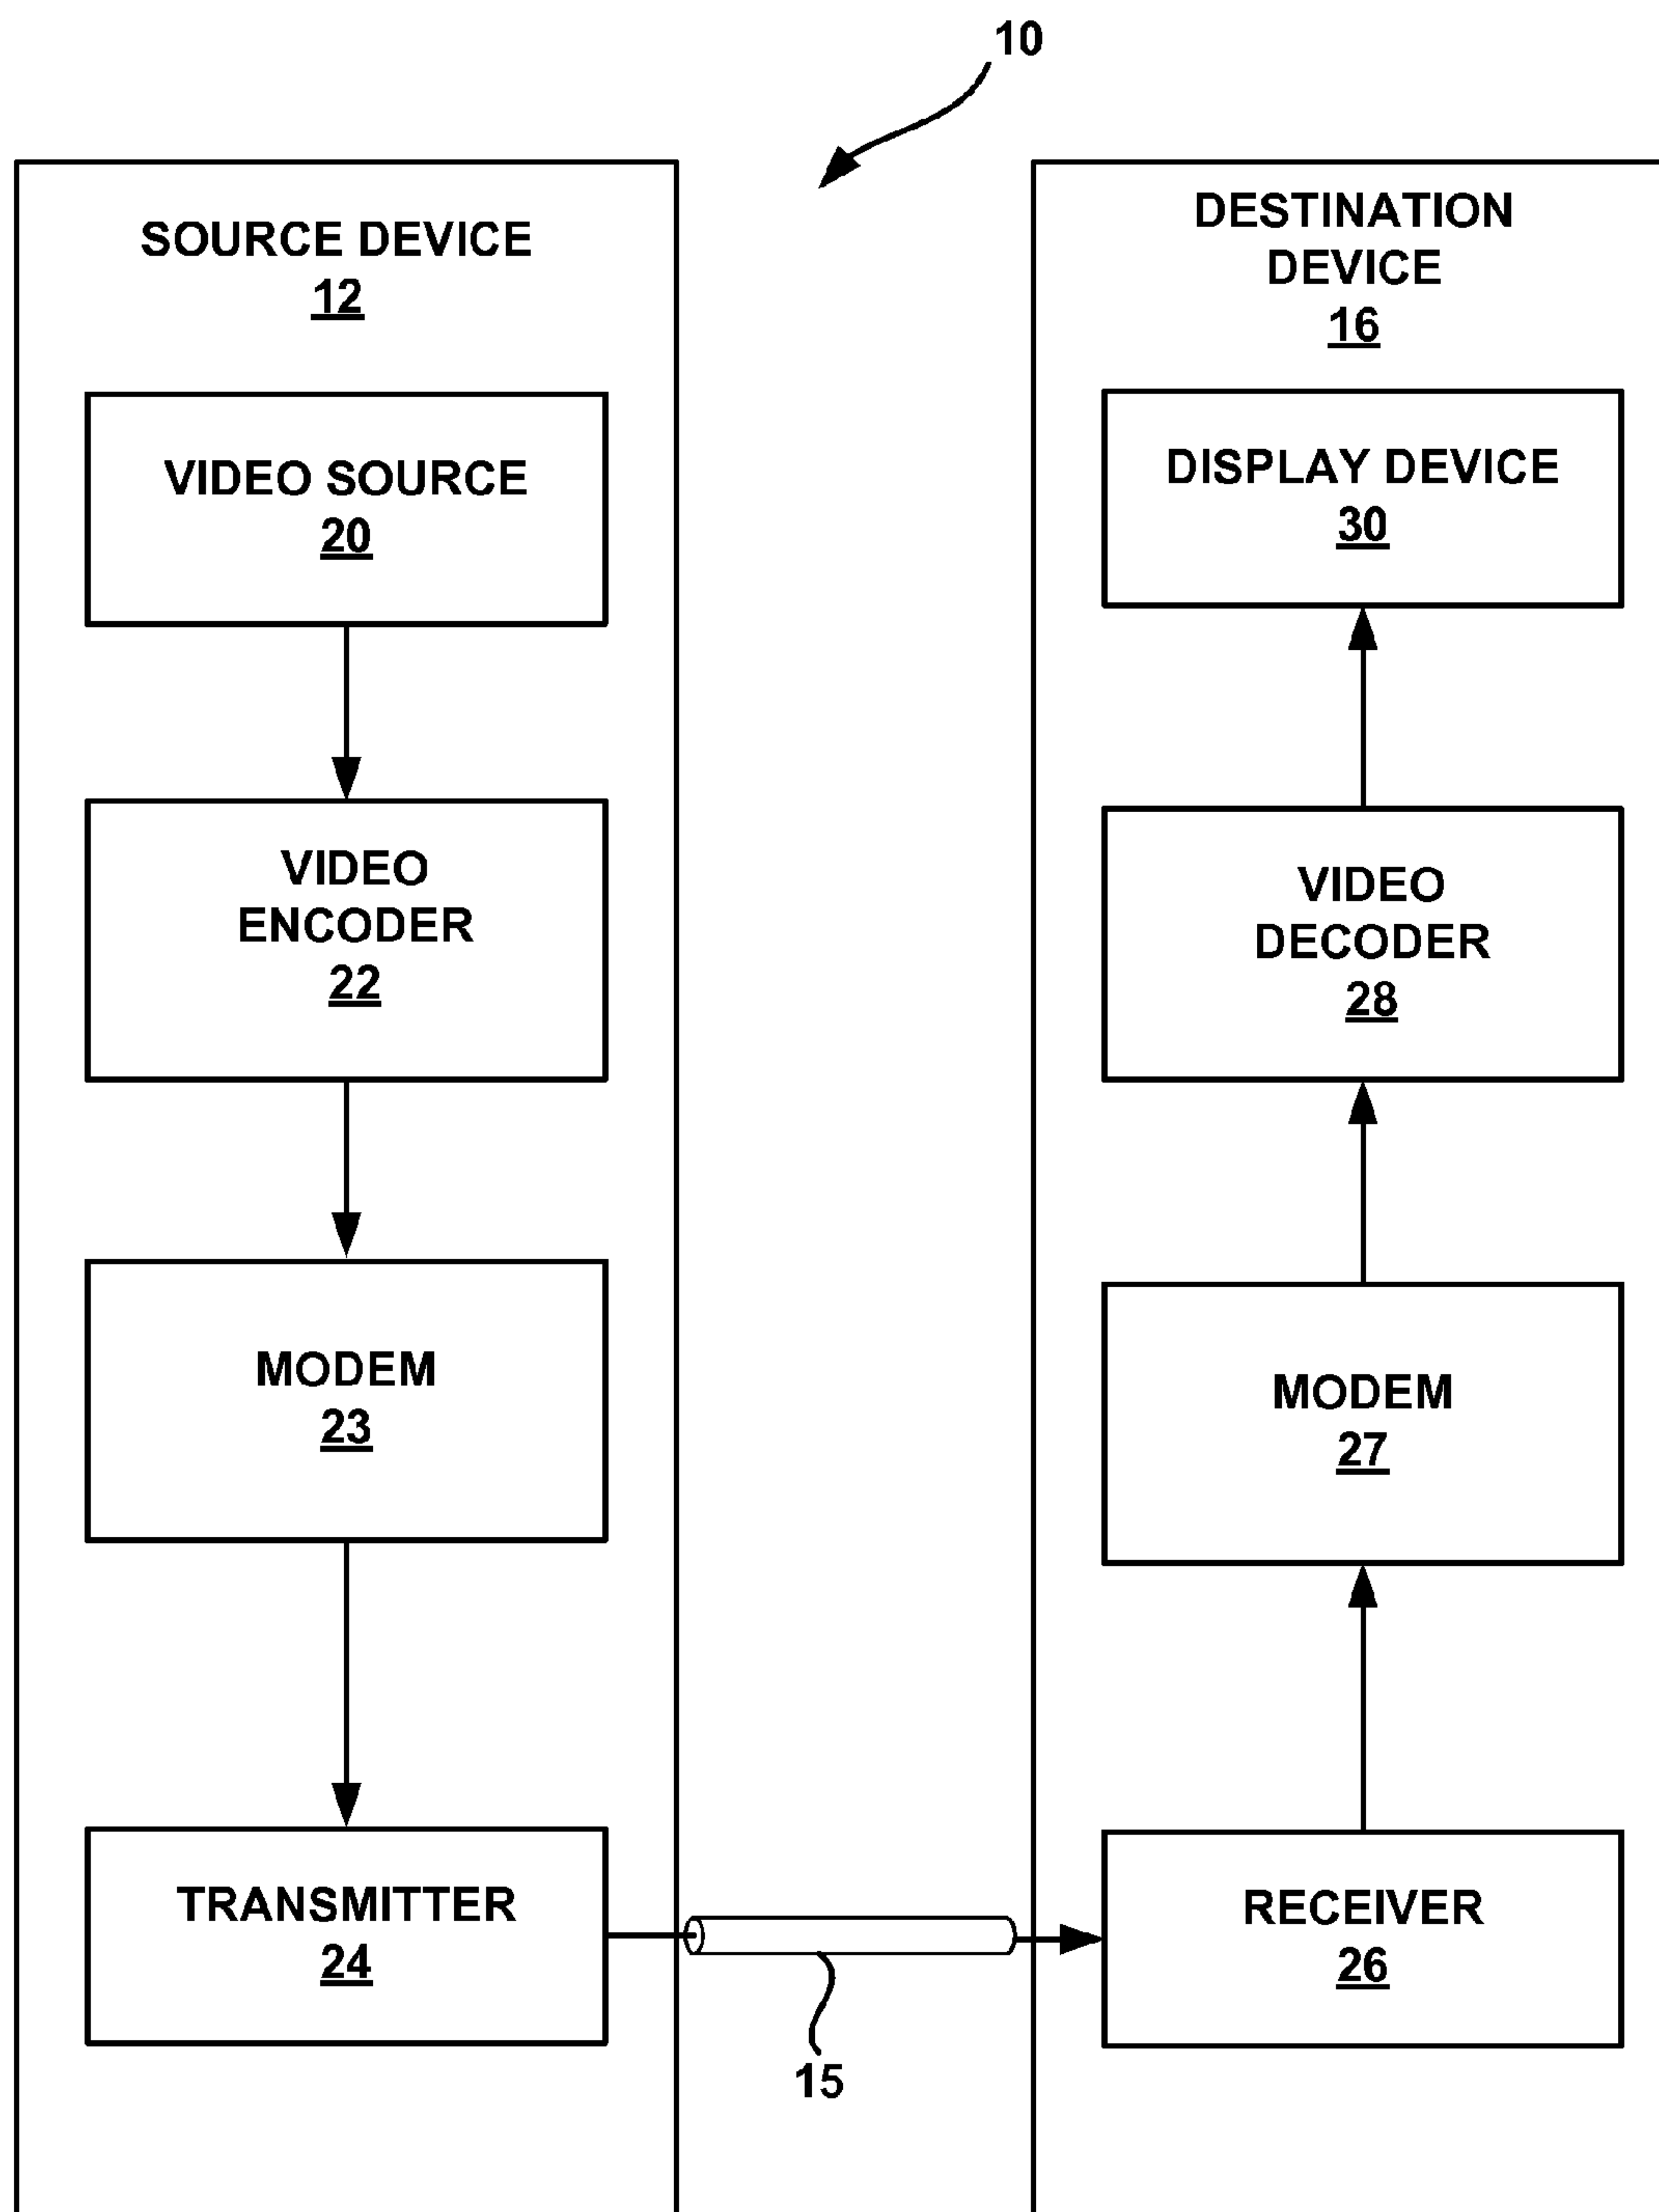 10
SOURCE DEVICE
12
VIDEO SOURCE
20
VIDEO
ENCODER
22
MODEM
23
TRANSMITTER
24
15
DESTINATION
DEVICE
16
DISPLAY DEVICE
30
VIDEO
DECODER
28
MODEM
27
RECEIVER
26